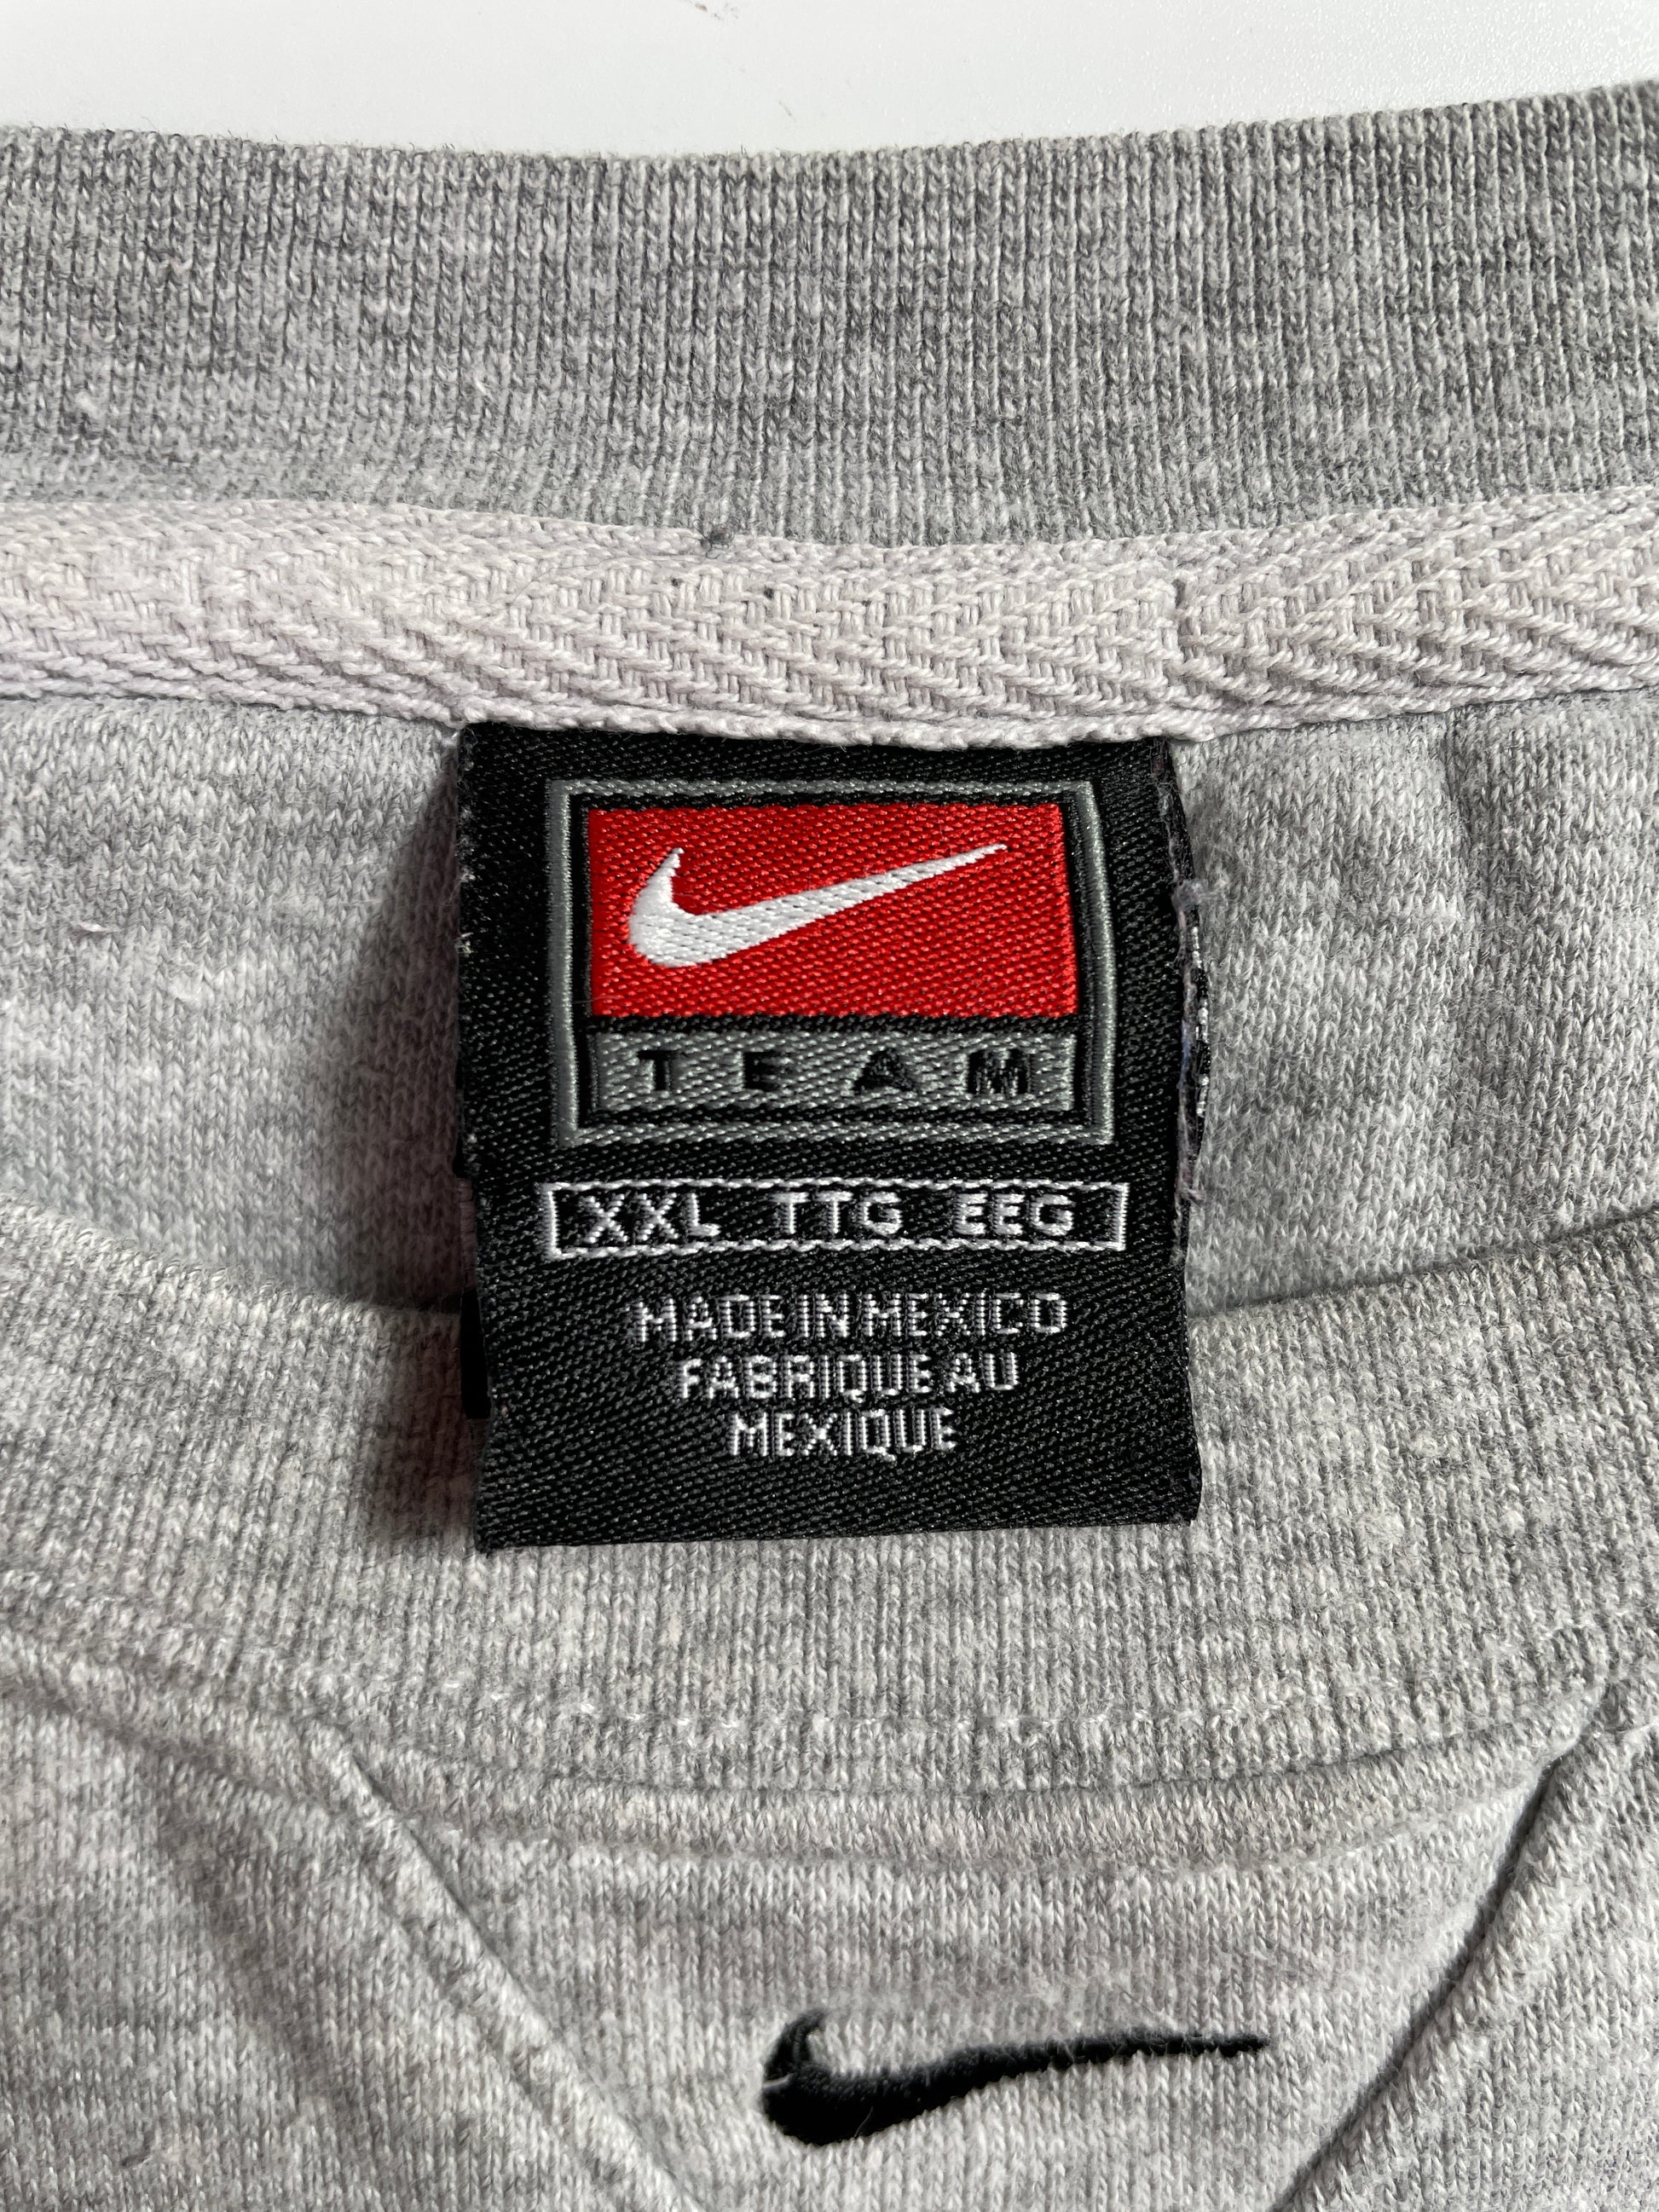 TEAM
XXL TTG EEG
MADE IN MEXICO
FABRIQUE AU
MEXIQUE